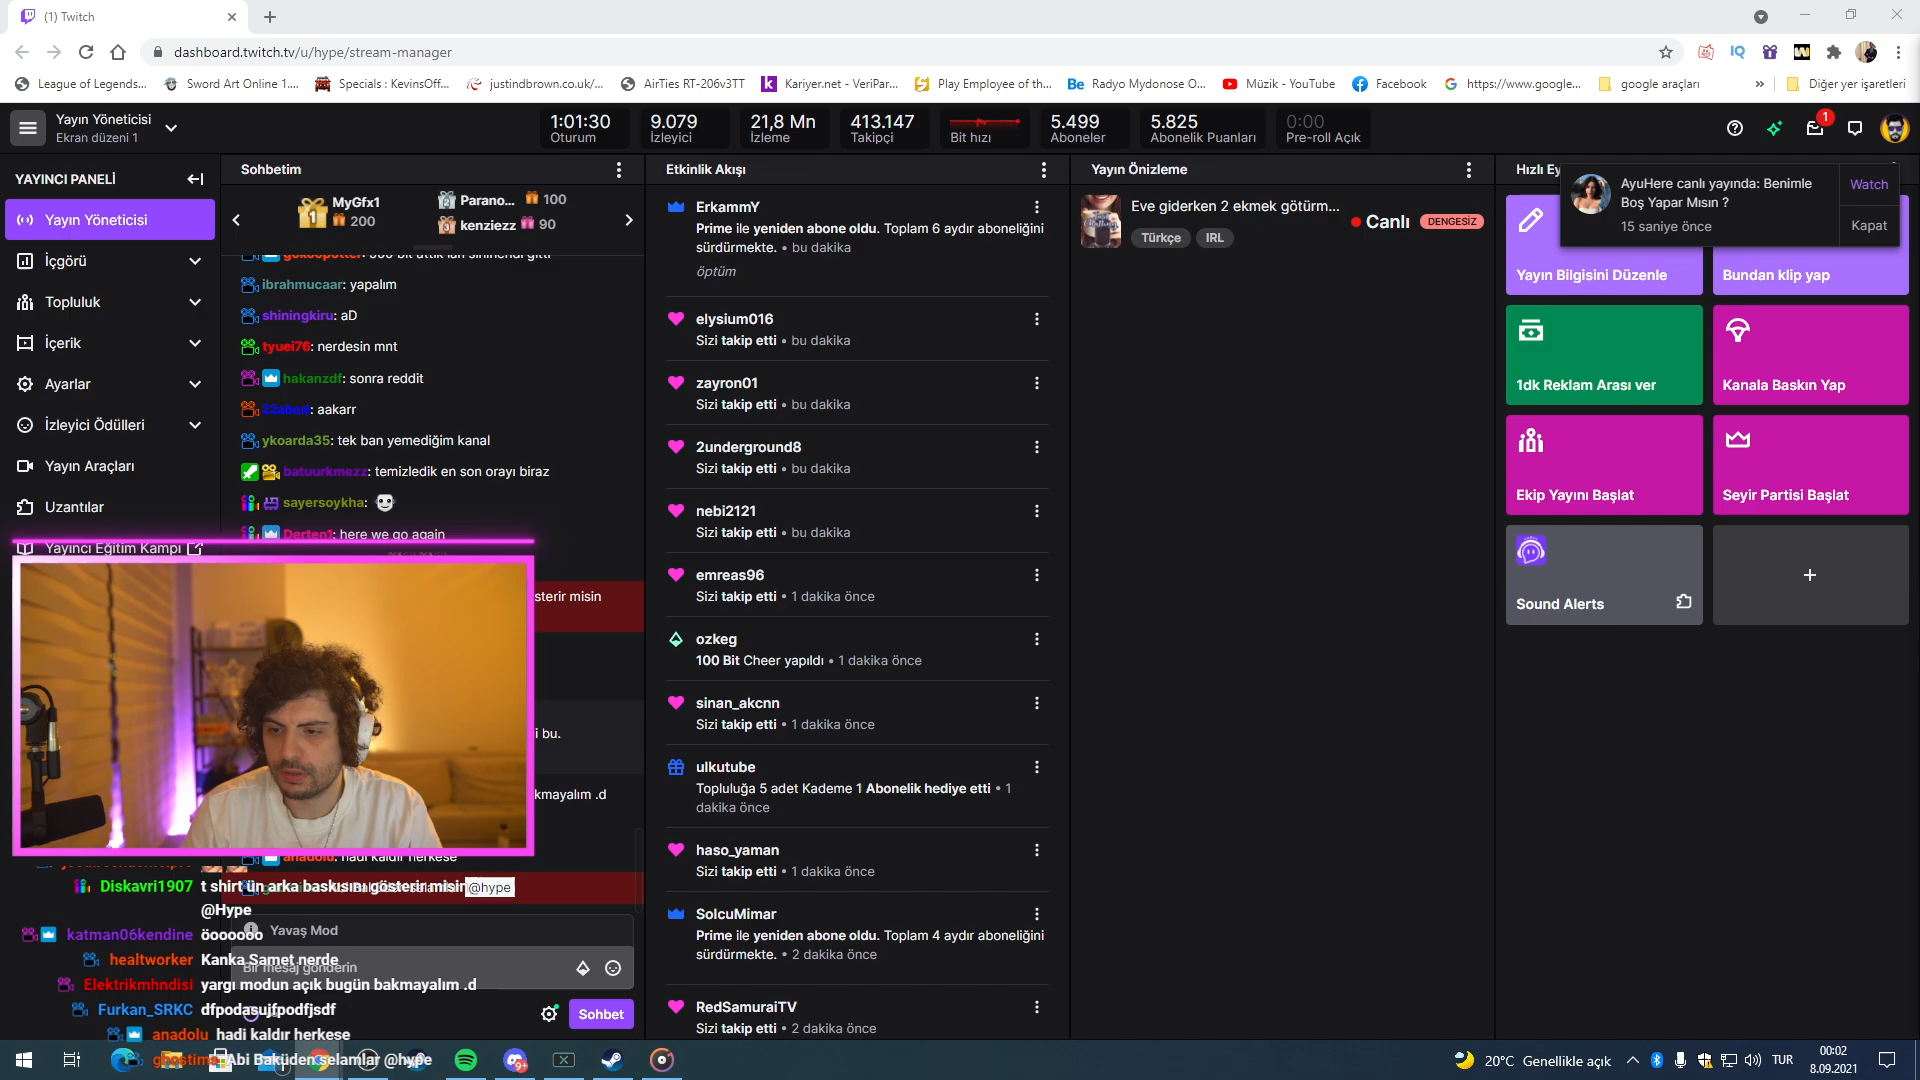 (1) Twitch
dashboard.twitch.tv/u/hype/stream-manager
League of Legends...
Sword Art Online 1....
Specials : KevinsOff...
justindbrown.co.uk/...
AirTies RT-206v3TT
Kariyer.net - VeriPar...
Play Employee of th...
Radyo Mydonose O...
Müzik - YouTube
Facebook
https://www.google...
google araçları
»
Diğer yer işaretleri
Yayın Yöneticisi
Ekran düzeni 1
1:01:30
Oturum
9.079
İzleyici
21,8 Mn
İzleme
413.147
Takipçi
Bit hızı
5.499
Aboneler
5.825
Abonelik Puanları
0:00
Pre-roll Açık
1
YAYINCI PANELİ
Yayın Yöneticisi
İçgörü
Topluluk
İçerik
Ayarlar
İzleyici Ödülleri
Yayın Araçları
Uzantılar
Yayıncı Eğitim Kampı
Sohbetim
MyGfx1
200
Parano...
100
kenziezz
90
ibrahmucaar: yapalım
shiningkiru: aD
tyuei76: nerdesin mnt
hakanzdf: sonra reddit
aakarr
ykoarda35: tek ban yemediğim kanal
batuurkmezz: temizledik en son orayı biraz
sayersoykha:
Derten1: here we go again
sterir misin
i bu.
kmayalım .d
anadolu: hadi kaldır herkese
Diskavri1907 t shirt'ün arka baskısını gösterir misin @hype
@Hype
katman06kendine öoooooo
healtworker Kanka Samet nerde
Elektrikmhndisi yargı modun açık bugün bakmayalım .d
Furkan_SRKC dfpodasujfpodfjsdf
anadolu hadi kaldır herkese
ghostima Abi Baküden selamlar @hype
Yavaş Mod
Bir mesaj gönderin
Sohbet
Etkinlik Akışı
ErkammY
Prime ile yeniden abone oldu. Toplam 6 aydır aboneliğini
sürdürmekte. • bu dakika
öptüm
elysium016
Sizi takip etti • bu dakika
zayron01
Sizi takip etti • bu dakika
2underground8
Sizi takip etti • bu dakika
nebi2121
Sizi takip etti • bu dakika
emreas96
Sizi takip etti • 1 dakika önce
ozkeg
100 Bit Cheer yapıldı • 1 dakika önce
sinan_akcnn
Sizi takip etti • 1 dakika önce
ulkutube
Topluluğa 5 adet Kademe 1 Abonelik hediye etti • 1
dakika önce
haso_yaman
Sizi takip etti • 1 dakika önce
SolcuMimar
Prime ile yeniden abone oldu. Toplam 4 aydır aboneliğini
sürdürmekte. • 2 dakika önce
RedSamuraiTV
Sizi takip etti • 2 dakika önce
Yayın Önizleme
Eve giderken 2 ekmek götürm...
Türkçe
IRL
Canlı
DENGESİZ
Hızlı Ey
AyuHere canlı yayında: Benimle
Boş Yapar Mısın ?
15 saniye önce
Watch
Kapat
Yayın Bilgisini Düzenle
Bundan klip yap
1dk Reklam Arası ver
Kanala Baskın Yap
Ekip Yayını Başlat
Seyir Partisi Başlat
Sound Alerts
20°C Genellikle açık
TUR
00:02
8.09.2021